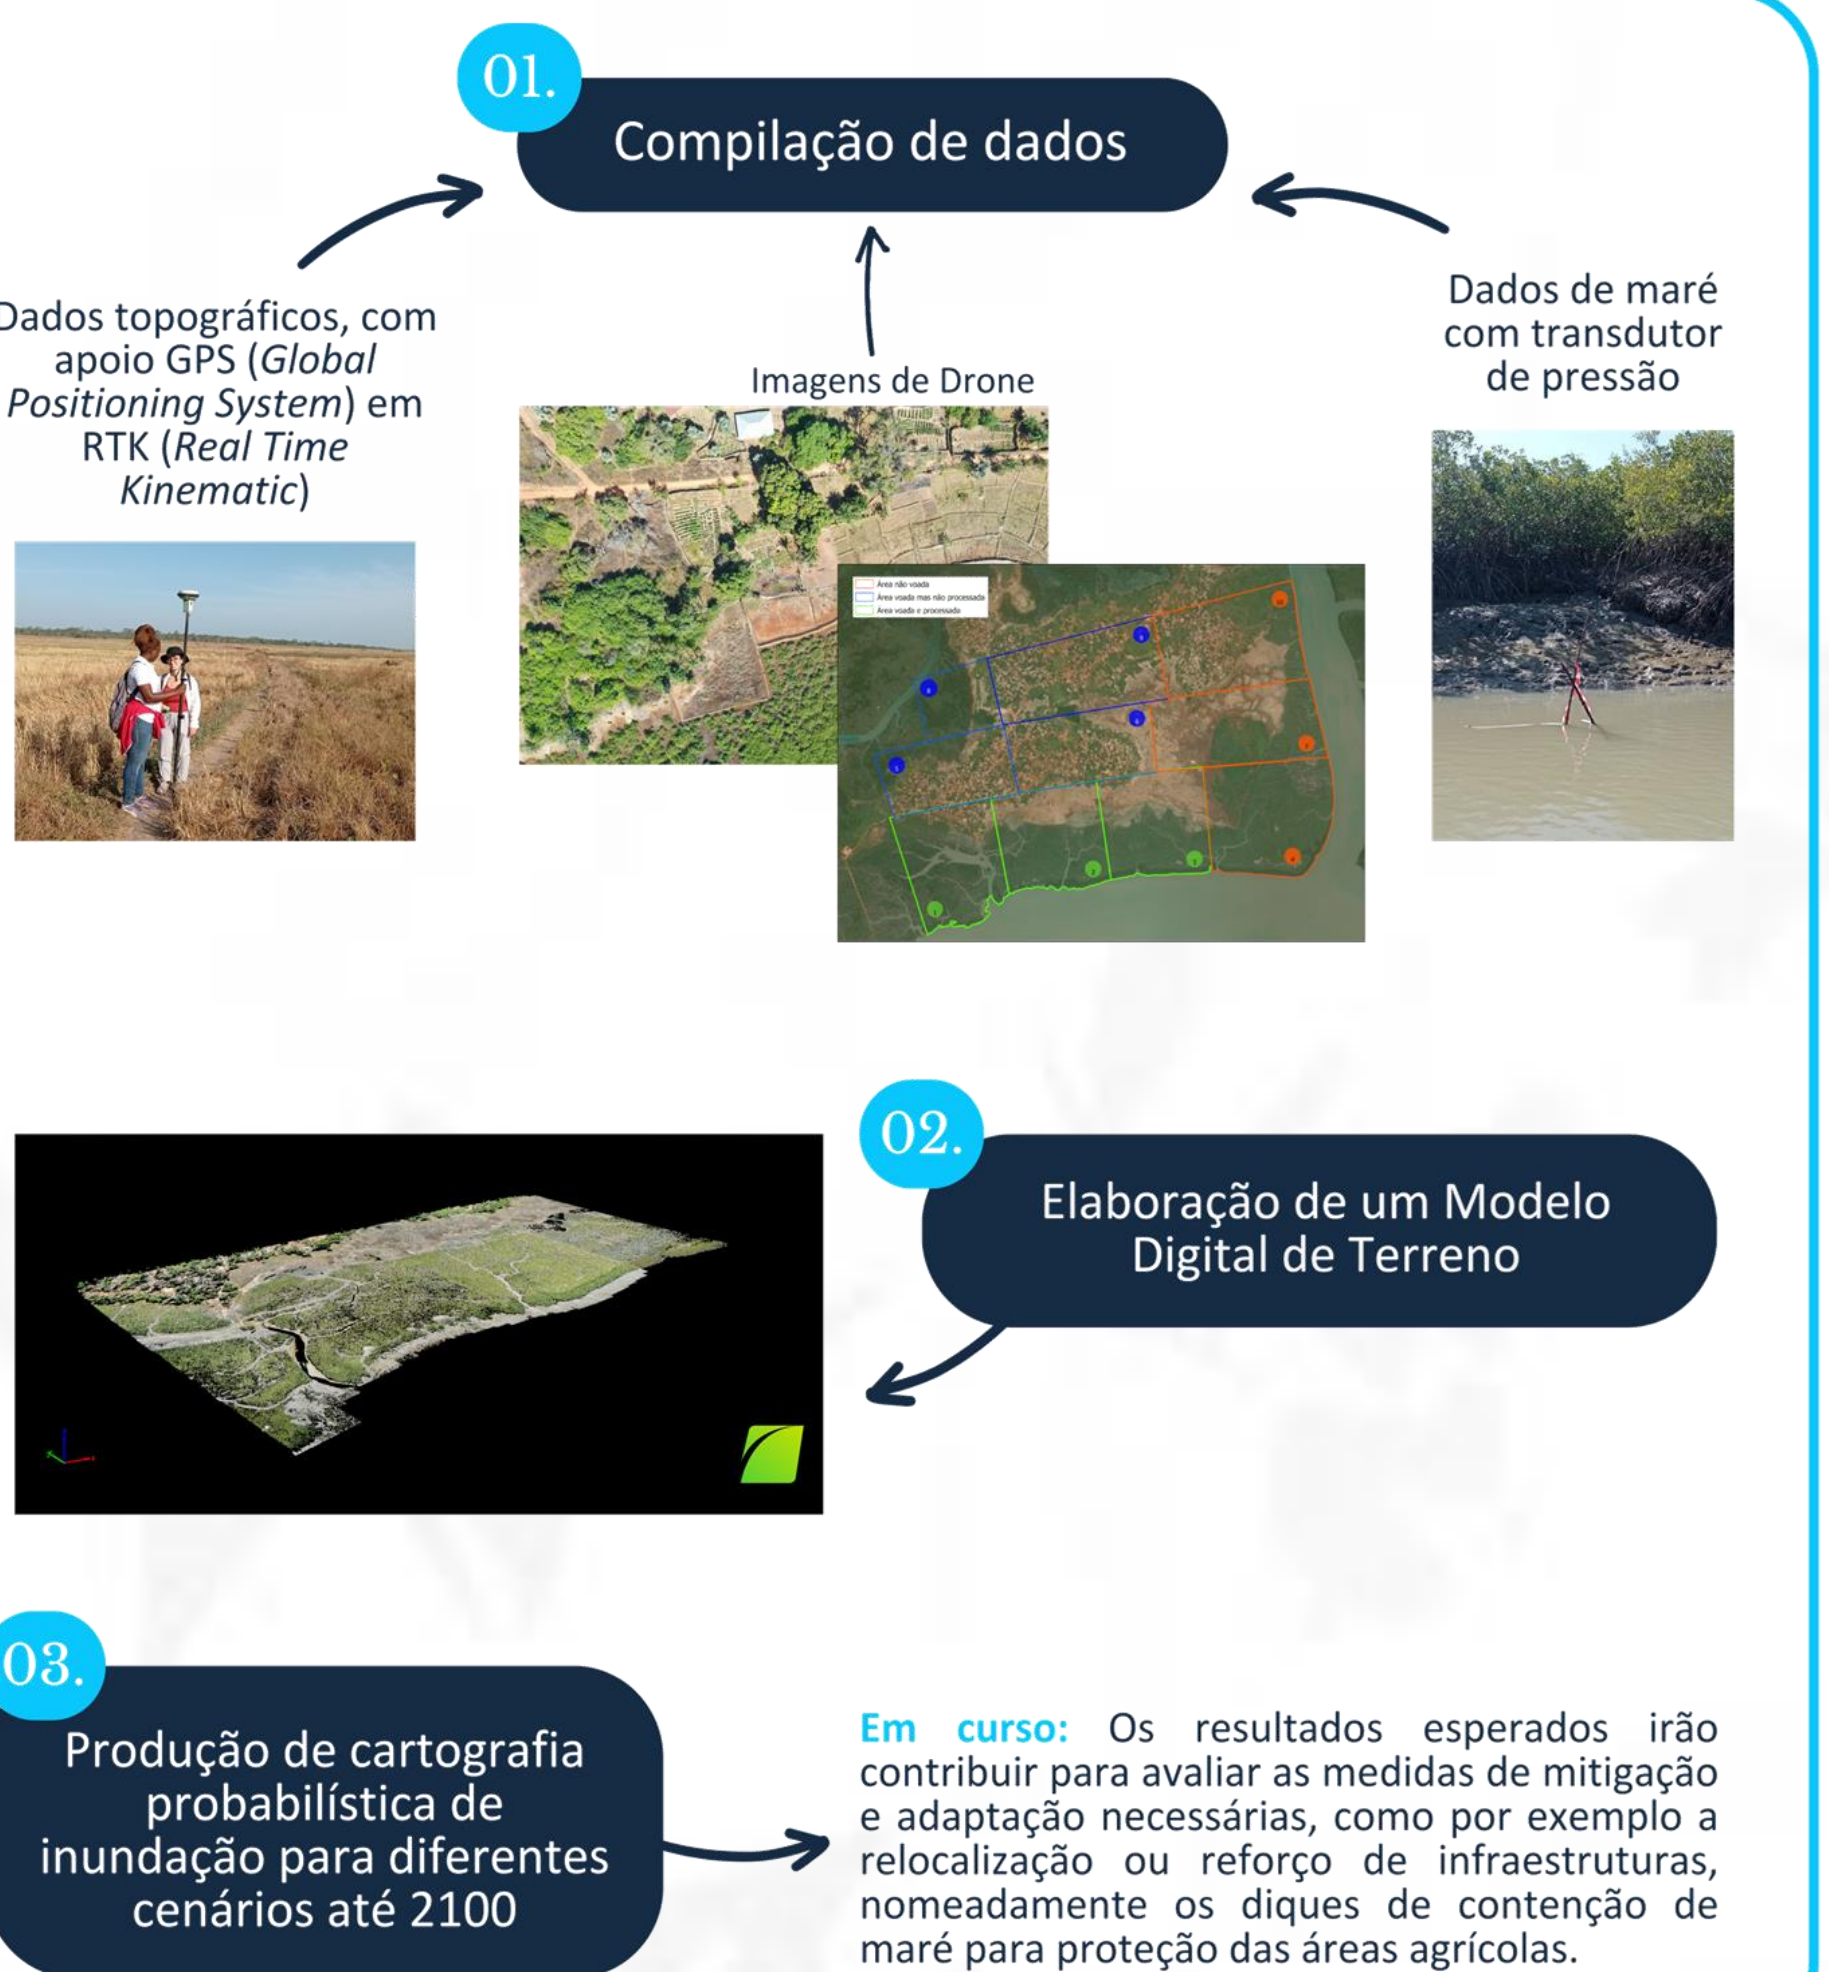 01.
Compilação de dados
Dados topográficos, com
apoio GPS (Global
Positioning System) em
RTK (Real Time
Kinematic)
Imagens de Drone
Dados de maré
com transdutor
de pressão
Área não voada
Área voada mas não processada
Área voada e processada
02.
Elaboração de um Modelo
Digital de Terreno
03.
Produção de cartografia
probabilística de
inundação para diferentes
cenários até 2100
Em curso: Os resultados esperados irão
contribuir para avaliar as medidas de mitigação
e adaptação necessárias, como por exemplo a
relocalização ou reforço de infraestruturas,
nomeadamente os diques de contenção de
maré para proteção das áreas agrícolas.